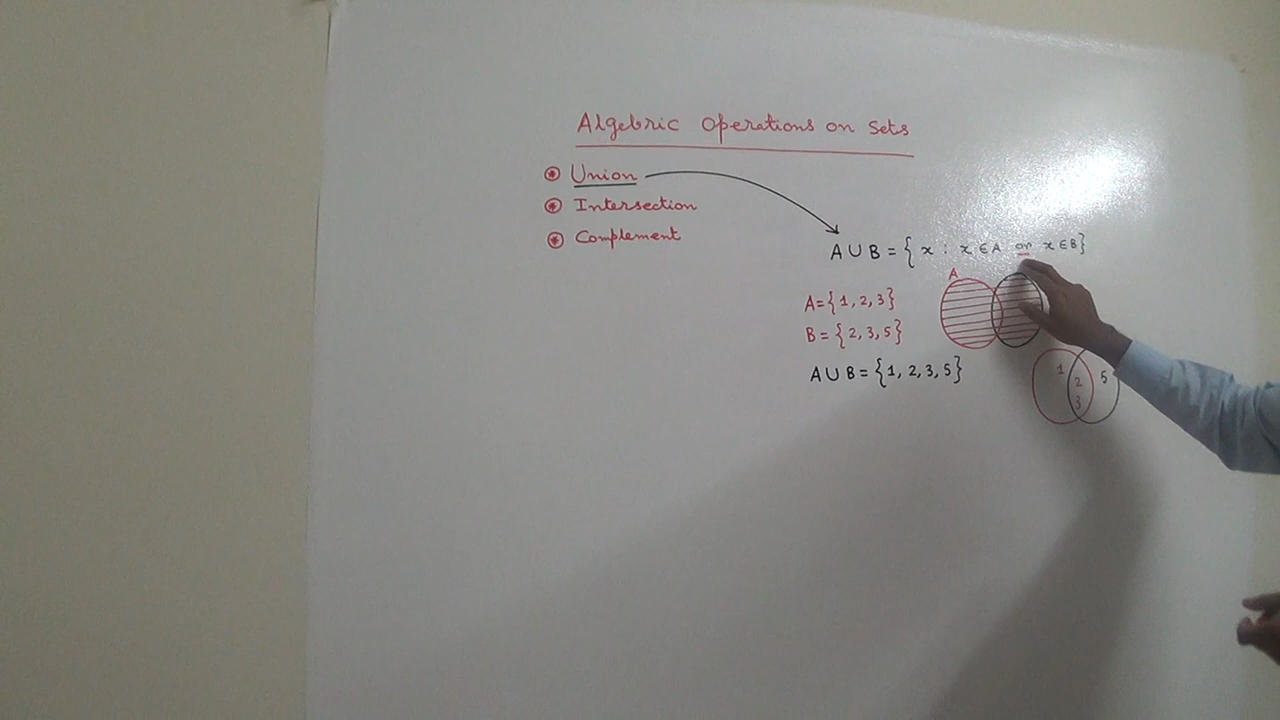 Algebric Operations on Sets
⊛ Union
⊛ Intersection
⊛ Complement
A ∪ B = { x : x ∈ A or x ∈ B }
A
A = { 1, 2, 3 }
B = { 2, 3, 5 }
A ∪ B = { 1, 2, 3, 5 }
1 2 5
3